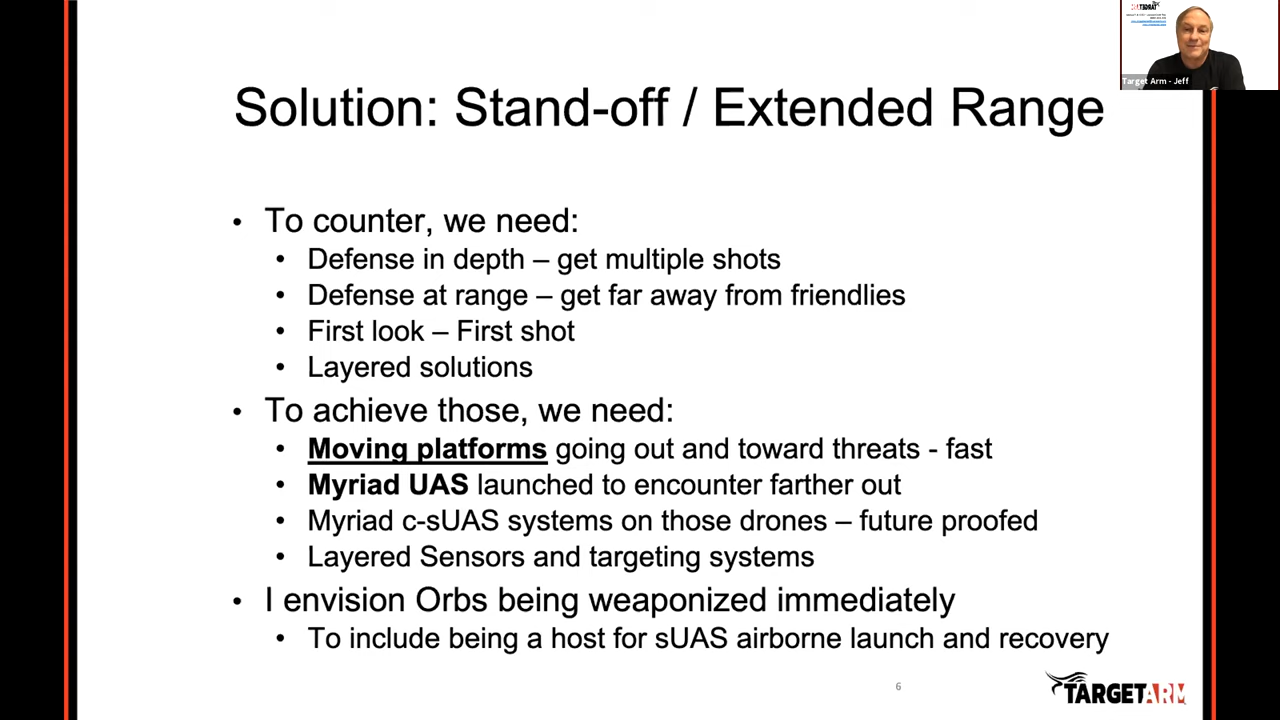 Target Arm - Jeff
Solution: Stand-off / Extended Range
• To counter, we need:
• Defense in depth – get multiple shots
• Defense at range – get far away from friendlies
• First look – First shot
• Layered solutions
• To achieve those, we need:
• Moving platforms going out and toward threats - fast
• Myriad UAS launched to encounter farther out
• Myriad c-sUAS systems on those drones – future proofed
• Layered Sensors and targeting systems
• I envision Orbs being weaponized immediately
• To include being a host for sUAS airborne launch and recovery
6
TARGETARM